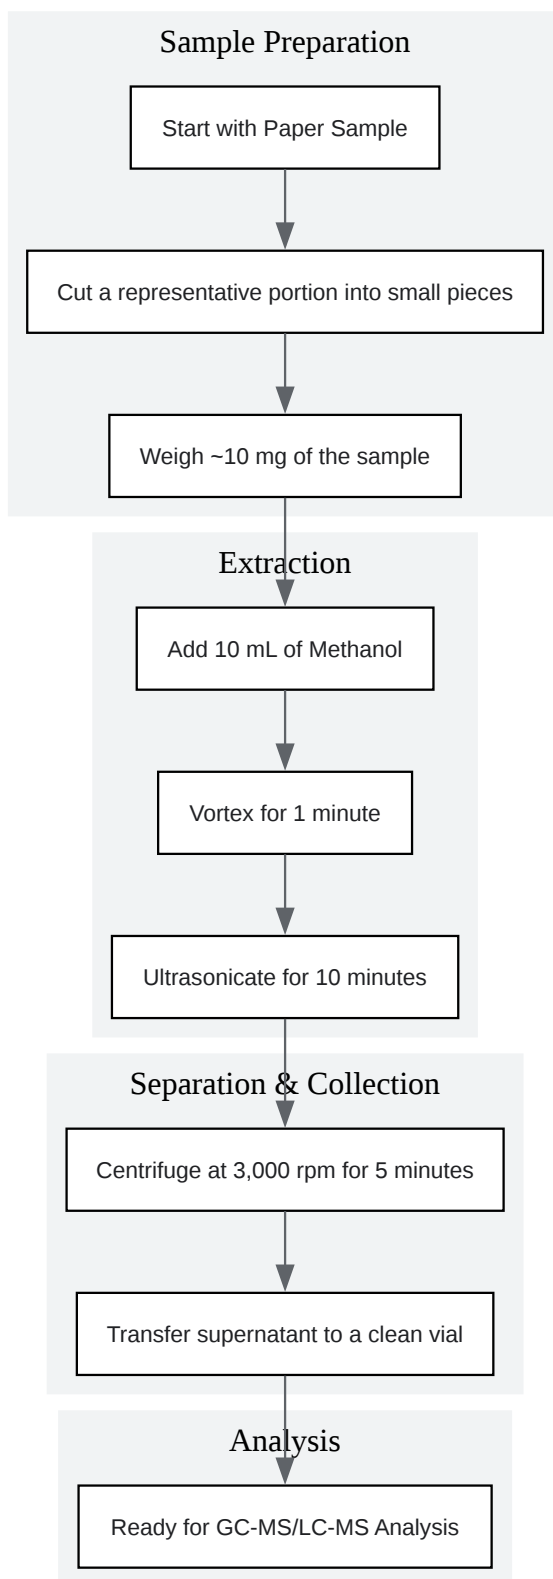 Sample Preparation
Start with Paper Sample
Cut a representative portion into small pieces
Weigh ~10 mg of the sample
Extraction
Add 10 mL of Methanol
Vortex for 1 minute
Ultrasonicate for 10 minutes
Separation & Collection
Centrifuge at 3,000 rpm for 5 minutes
Transfer supernatant to a clean vial
Analysis
Ready for GC-MS/LC-MS Analysis